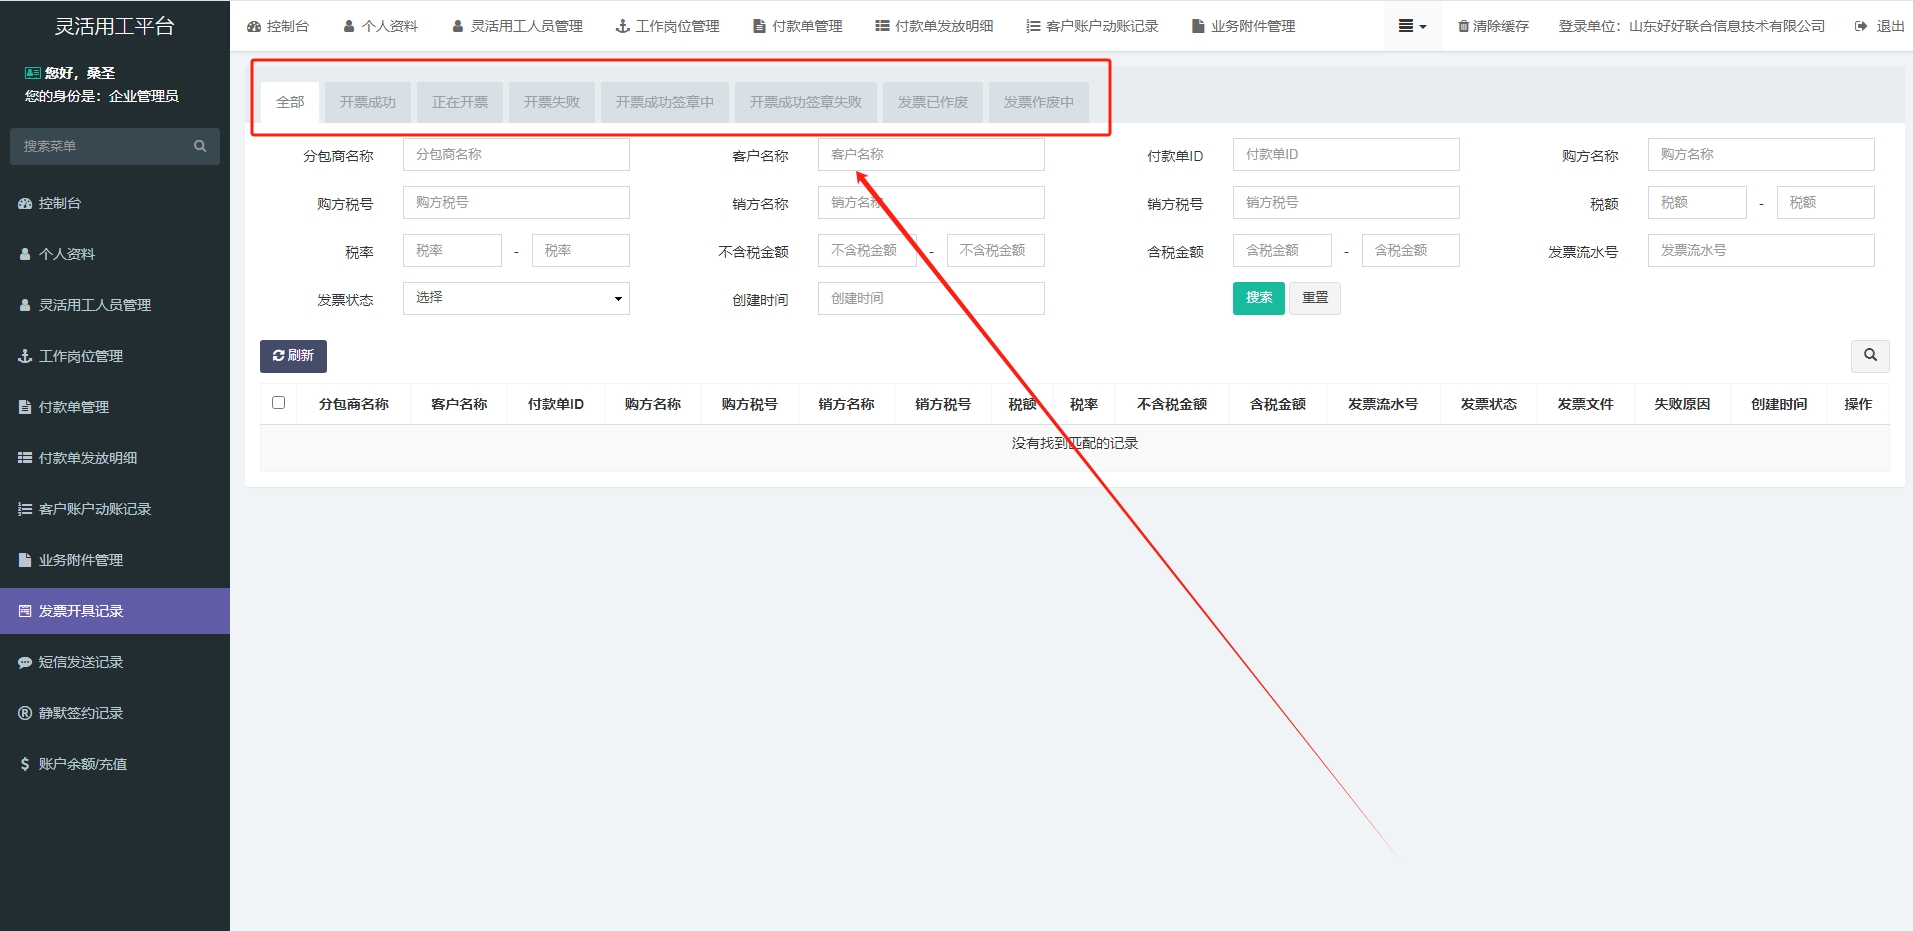 灵活用工平台
您好，桑圣
您的身份是：企业管理员
搜索菜单
控制台
个人资料
灵活用工人员管理
工作岗位管理
付款单管理
付款单发放明细
客户账户动账记录
业务附件管理
发票开具记录
短信发送记录
静默签约记录
账户余额/充值
控制台 个人资料 灵活用工人员管理 工作岗位管理 付款单管理 付款单发放明细 客户账户动账记录 业务附件管理 清除缓存 登录单位：山东好好联合信息技术有限公司 退出
全部 开票成功 正在开票 开票失败 开票成功签章中 开票成功签章失败 发票已作废 发票作废中
分包商名称 分包商名称 客户名称 客户名称 付款单ID 付款单ID 购方名称 购方名称
购方税号 购方税号 销方名称 销方名称 销方税号 销方税号 税额 税额 - 税额
税率 税率 - 税率 不含税金额 不含税金额 - 不含税金额 含税金额 含税金额 - 含税金额 发票流水号 发票流水号
发票状态 选择 创建时间 创建时间 搜索 重置
刷新
分包商名称 客户名称 付款单ID 购方名称 购方税号 销方名称 销方税号 税额 税率 不含税金额 含税金额 发票流水号 发票状态 发票文件 失败原因 创建时间 操作
没有找到匹配的记录